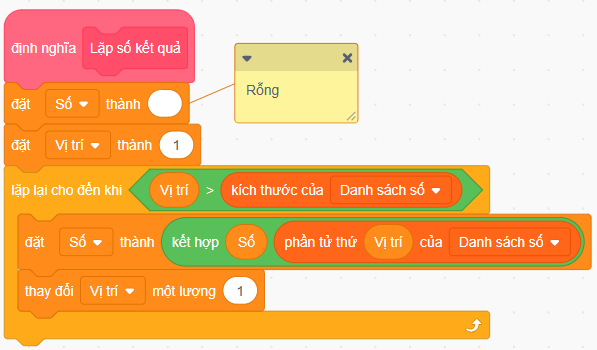 định nghĩa Lặp số kết quả
đặt Số thành
Rỗng
đặt Vị trí thành 1
lặp lại cho đến khi Vị trí > kích thước của Danh sách số
đặt Số thành kết hợp Số phần tử thứ Vị trí của Danh sách số
thay đổi Vị trí một lượng 1